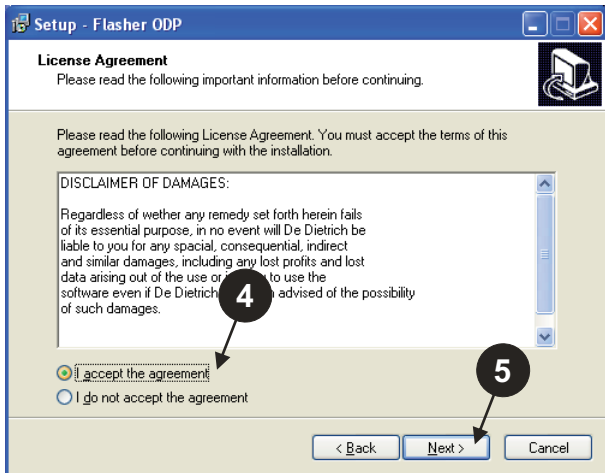 Setup - Flasher ODP
License Agreement
Please read the following important information before continuing.
Please read the following License Agreement. You must accept the terms of this
agreement before continuing with the installation.
DISCLAIMER OF DAMAGES:
Regardless of wether any remedy set forth herein fails
of its essential purpose, in no event will De Dietrich be
liable to you for any spacial, consequential, indirect
and similar damages, including any lost profits and lost
data arising out of the use or to use the
software even if De Dietrich advised of the possibility
of such damages.
4
I accept the agreement
I do not accept the agreement
5
< Back
Next >
Cancel